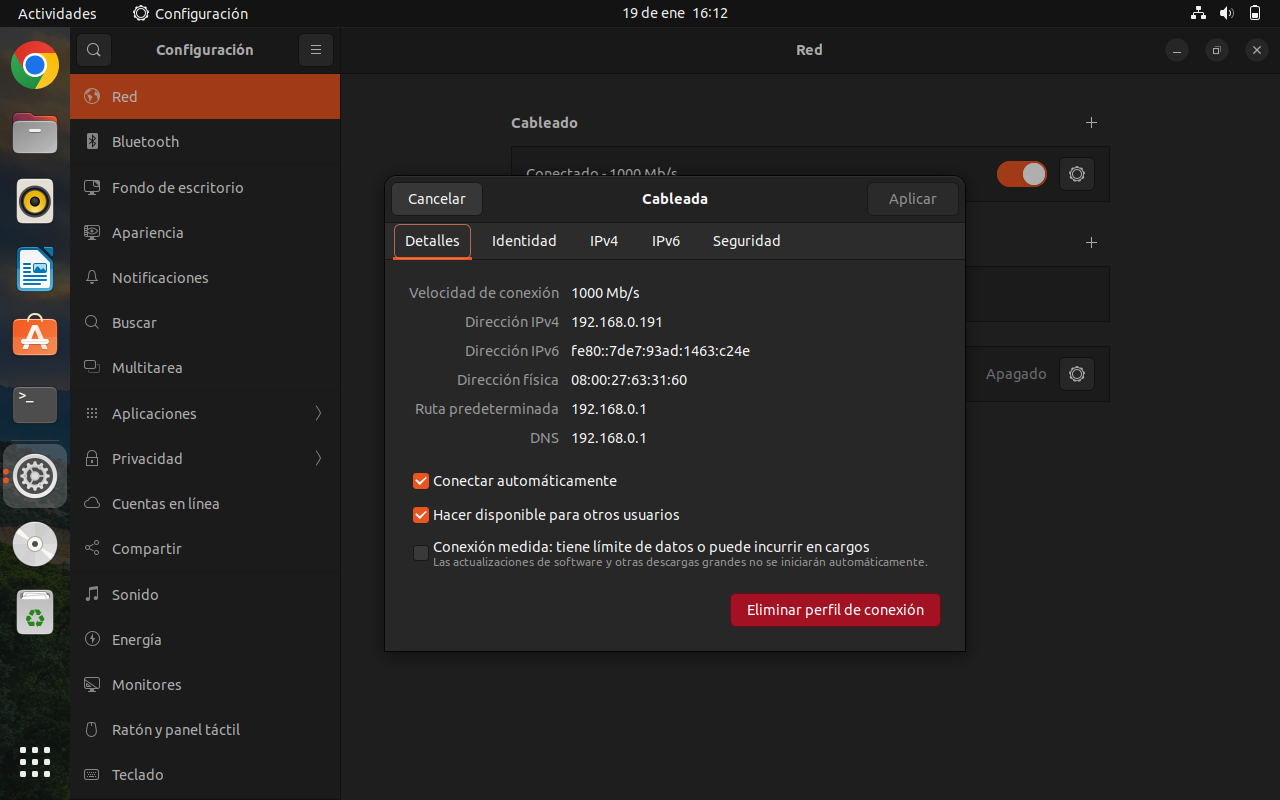 Actividades
Configuración
19 de ene 16:12
Configuración
Red
Red
Bluetooth
Fondo de escritorio
Apariencia
Notificaciones
Buscar
Multitarea
Aplicaciones
Privacidad
Cuentas en línea
Compartir
Sonido
Energía
Monitores
Ratón y panel táctil
Teclado
Cableado
Conectado - 1000 Mb/s
Apagado
Cancelar
Cableada
Aplicar
Detalles
Identidad
IPv4
IPv6
Seguridad
Velocidad de conexión 1000 Mb/s
Dirección IPv4 192.168.0.191
Dirección IPv6 fe80::7de7:93ad:1463:c24e
Dirección física 08:00:27:63:31:60
Ruta predeterminada 192.168.0.1
DNS 192.168.0.1
Conectar automáticamente
Hacer disponible para otros usuarios
Conexión medida: tiene límite de datos o puede incurrir en cargos
Las actualizaciones de software y otras descargas grandes no se iniciarán automáticamente.
Eliminar perfil de conexión